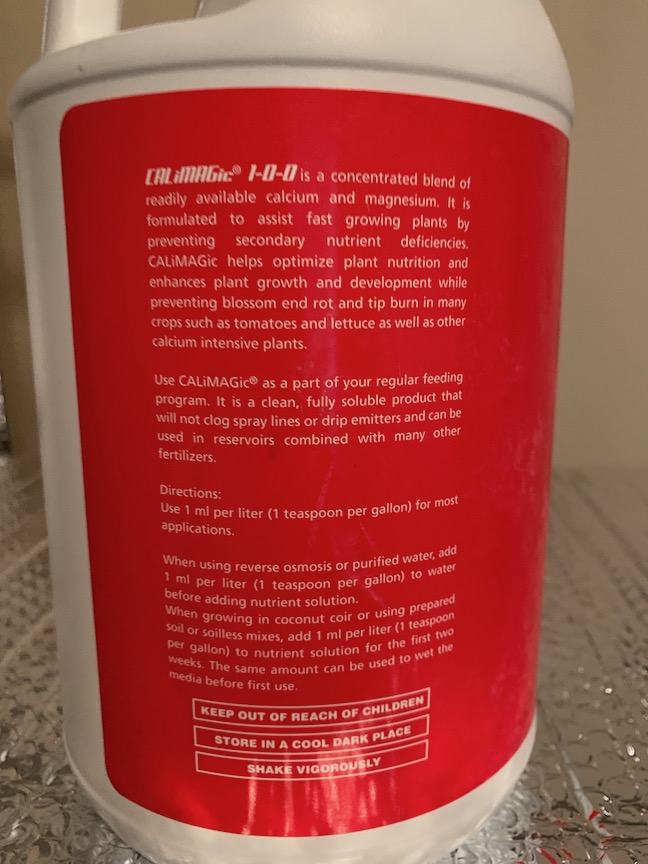 CALiMAGic® 1-0-0 is a concentrated blend of
readily available calcium and magnesium. It is
formulated to assist fast growing plants by
preventing secondary nutrient deficiencies.
CALiMAGic helps optimize plant nutrition and
enhances plant growth and development while
preventing blossom end rot and tip burn in many
crops such as tomatoes and lettuce as well as other
calcium intensive plants.
Use CALiMAGic® as a part of your regular feeding
program. It is a clean, fully soluble product that
will not clog spray lines or drip emitters and can be
used in reservoirs combined with many other
fertilizers.
Directions:
Use 1 ml per liter (1 teaspoon per gallon) for most
applications.
When using reverse osmosis or purified water, add
1 ml per liter (1 teaspoon per gallon) to water
before adding nutrient solution.
When growing in coconut coir or using prepared
soil or soilless mixes, add 1 ml per liter (1 teaspoon
per gallon) to nutrient solution for the first two
weeks. The same amount can be used to wet the
media before first use.
KEEP OUT OF REACH OF CHILDREN
STORE IN A COOL DARK PLACE
SHAKE VIGOROUSLY